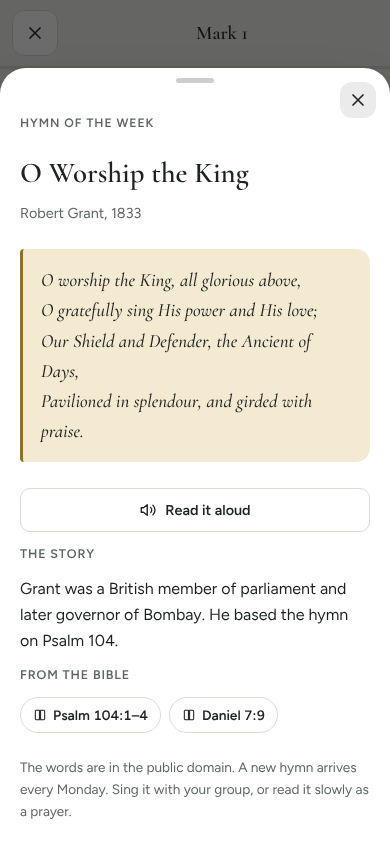 Mark 1
HYMN OF THE WEEK
O Worship the King
Robert Grant, 1833
O worship the King, all glorious above,
O gratefully sing His power and His love;
Our Shield and Defender, the Ancient of
Days,
Pavilioned in splendour, and girded with
praise.
Read it aloud
THE STORY
Grant was a British member of parliament and
later governor of Bombay. He based the hymn
on Psalm 104.
FROM THE BIBLE
Psalm 104:1–4
Daniel 7:9
The words are in the public domain. A new hymn arrives
every Monday. Sing it with your group, or read it slowly as
a prayer.